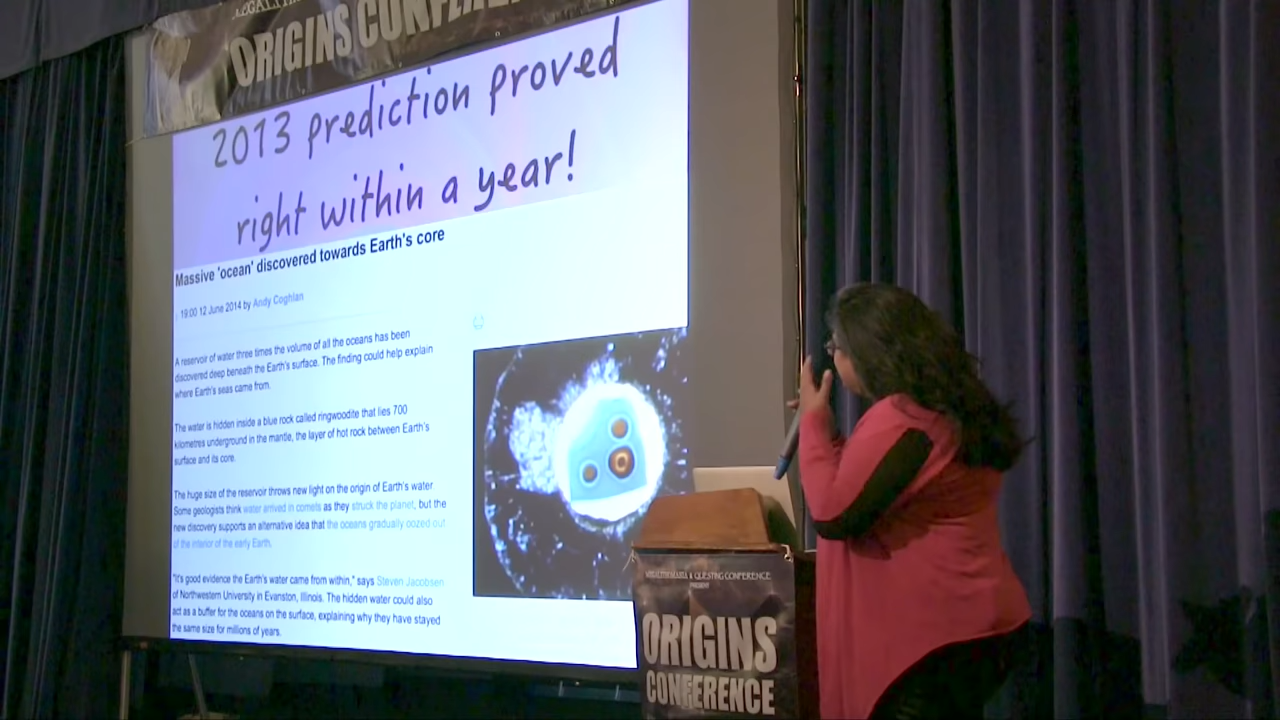 ORIGINS CONFERENCE
2013 prediction proved
right within a year!
Massive 'ocean' discovered towards Earth's core
19:00 12 June 2014 by Andy Coghlan
A reservoir of water three times the volume of all the oceans has been
discovered deep beneath the Earth's surface. The finding could help explain
where Earth's seas came from.
The water is hidden inside a blue rock called ringwoodite that lies 700
kilometres underground in the mantle, the layer of hot rock between Earth's
surface and its core.
The huge size of the reservoir throws new light on the origin of Earth's water
Some geologists think water arrived in comets as they struck the planet, but the
new discovery supports an alternative idea that the oceans gradually oozed out
of the interior of the early Earth.
"It's good evidence the Earth's water came from within," says Steven Jacobsen
of Northwestern University in Evanston, Illinois. The hidden water could also
act as a buffer for the oceans on the surface, explaining why they have stayed
the same size for millions of years.
MEGALITHOMANIA & QUESTING CONFERENCE
PRESENT
ORIGINS
CONFERENCE